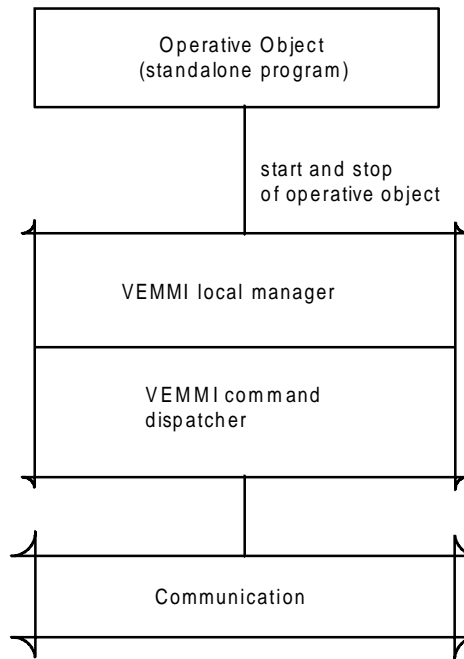 Operative Object
(standalone program)
start and stop
of operative object
VEMMI local manager
VEMMI command
dispatcher
Communication